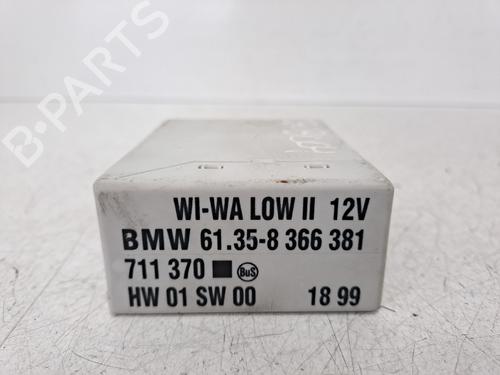 B-PARTS
WI-WA LOW II 12V
BMW 61.35-8 366 381
711 370 BuS
HW 01 SW 00 18 99